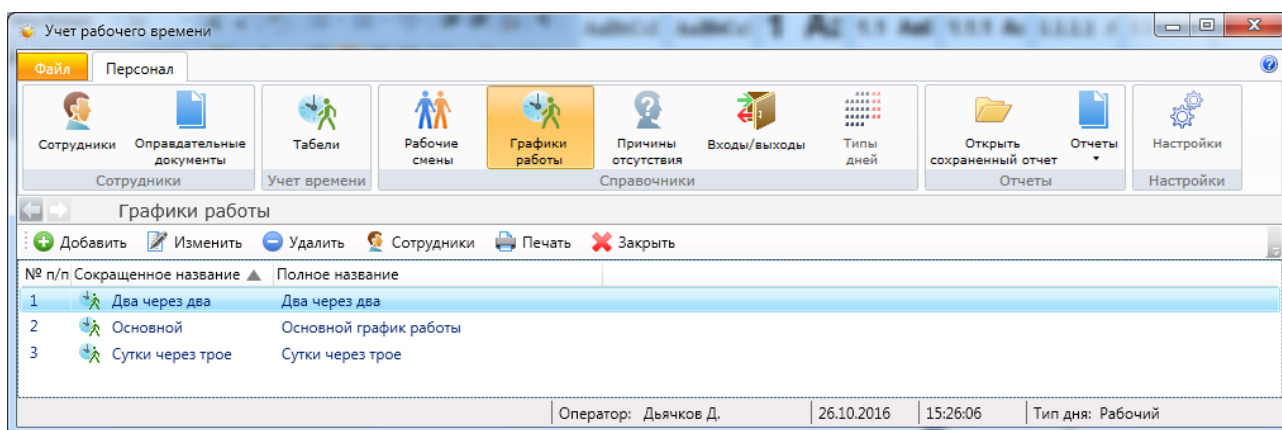 Учет рабочего времени
Файл Персонал
Сотрудники Оправдательные документы Табели Рабочие смены Графики работы Причины отсутствия Входы/выходы Типы дней Открыть сохраненный отчет Отчеты Настройки
Сотрудники Учет времени Справочники Отчеты Настройки
Графики работы
Добавить Изменить Удалить Сотрудники Печать Закрыть
№ п/п Сокращенное название Полное название
1 Два через два Два через два
2 Основной Основной график работы
3 Сутки через трое Сутки через трое
Оператор: Дьячков Д. 26.10.2016 15:26:06 Тип дня: Рабочий